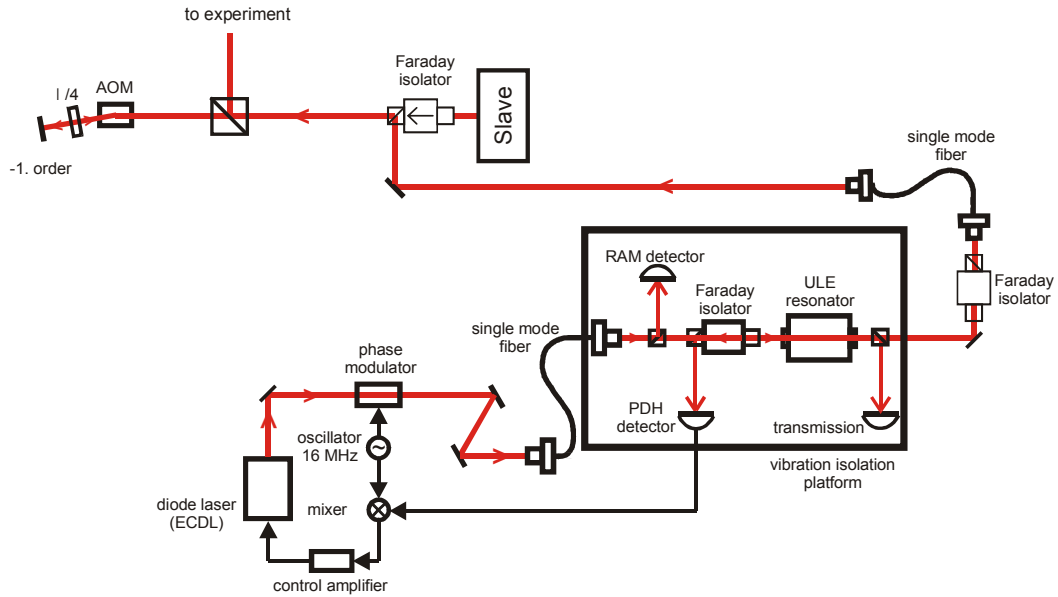 to experiment
Faraday
isolator
AOM
l /4
Slave
-1. order
single mode
fiber
RAM detector
Faraday
isolator
ULE
resonator
Faraday
isolator
single mode
fiber
phase
modulator
PDH
detector
transmission
oscillator
16 MHz
vibration isolation
platform
diode laser
(ECDL)
mixer
control amplifier